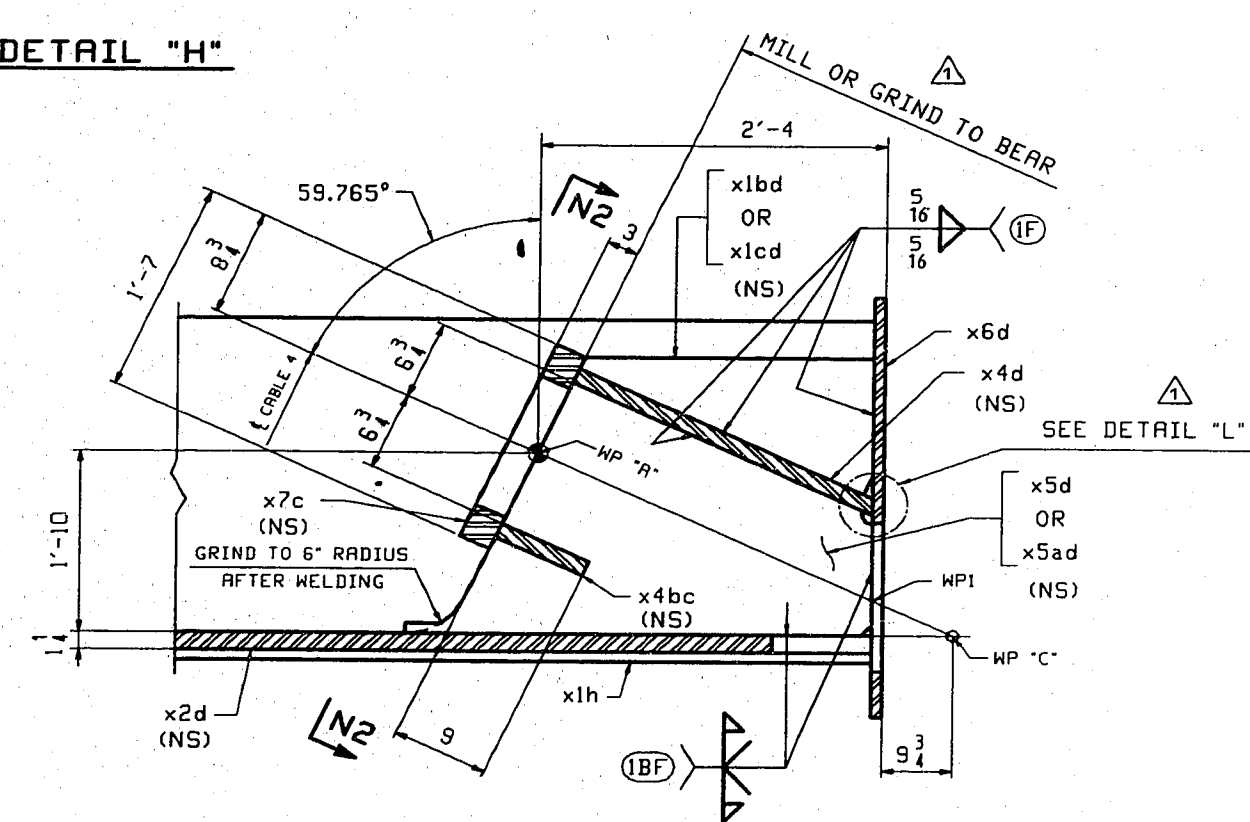 DETAIL "H"
MILL OR GRIND TO BEAR
1
2'-4
59.765°
N2
3
x1bd
OR
x1cd
(NS)
5
16
5
16
1F
1'-7
8 3/4
6 3/4
6 3/4
℄ CABLE 4
x6d
x4d
(NS)
1
SEE DETAIL "L"
WP "A"
x7c
(NS)
x5d
OR
x5ad
(NS)
1'-10
GRIND TO 6" RADIUS
AFTER WELDING
x4bc
(NS)
WP1
1 1/4
WP "C"
x2d
(NS)
x1h
N2
9
1BF
9 3/4